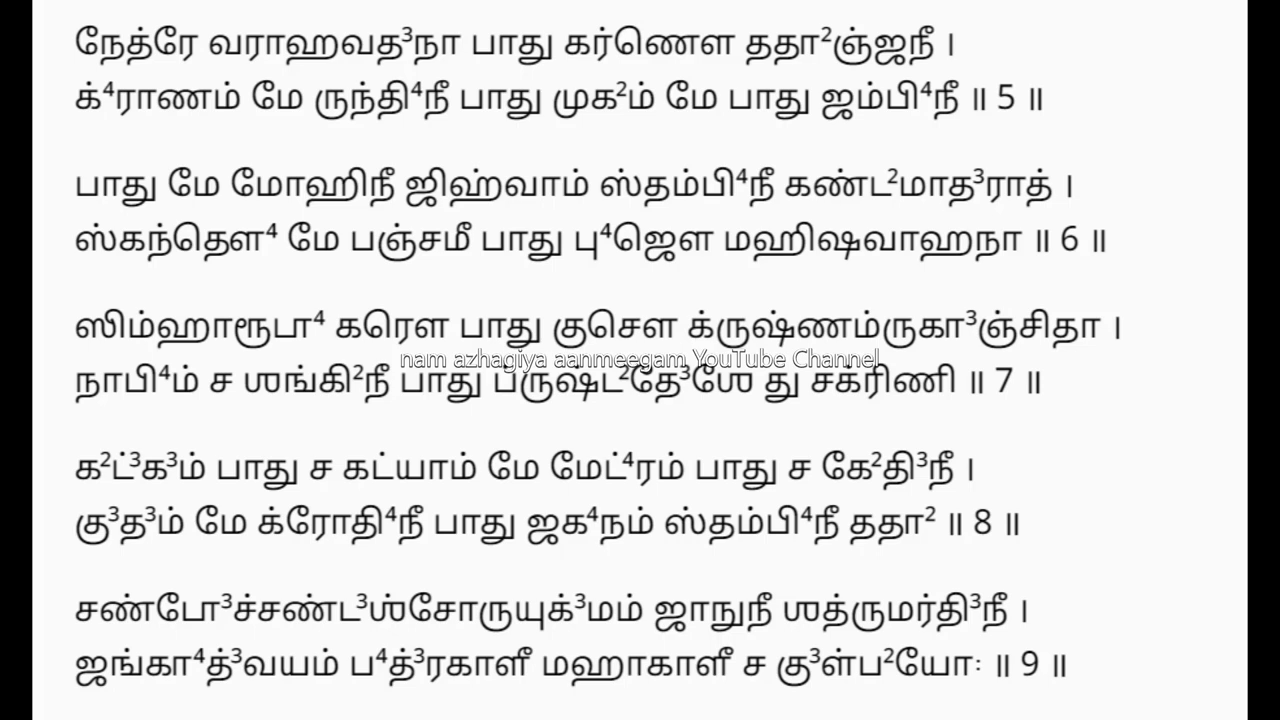 நேத்ரே வராஹவத³நா பாது கர்ணௌ ததா²ஞ்ஜநீ ।
க்⁴ராணம் மே ருந்தி⁴நீ பாது முக²ம் மே பாது ஜம்பி⁴நீ ॥ 5 ॥
பாது மே மோஹிநீ ஜிஹ்வாம் ஸ்தம்பி⁴நீ கண்ட²மாத³ராத் ।
ஸ்கந்தௌ⁴ மே பஞ்சமீ பாது பு⁴ஜௌ மஹிஷவாஹநா ॥ 6 ॥
ஸிம்ஹாரூபா⁴ கரௌ பாது குசௌ க்ருஷ்ணம்ருகா³ஞ்சிதா ।
nam azhagiya aanmeegam YouTube Channel
நாபி⁴ம் ச ஶங்கி²நீ பாது ப்ருஷ்ட²தே³ஶே து சக்ரிணி ॥ 7 ॥
க²ட்³க³ம் பாது ச கட்யாம் மே மேட்⁴ரம் பாது ச கே²தி³நீ ।
கு³த³ம் மே க்ரோதி⁴நீ பாது ஜக⁴நம் ஸ்தம்பி⁴நீ ததா² ॥ 8 ॥
சண்போ³ச்சண்ட³ஶ்சோருயுக்³மம் ஜாநுநீ ஶத்ருமர்தி³நீ ।
ஜங்கா⁴த்³வயம் ப⁴த்³ரகாளீ மஹாகாளீ ச கு³ள்ப²யோ꞉ ॥ 9 ॥